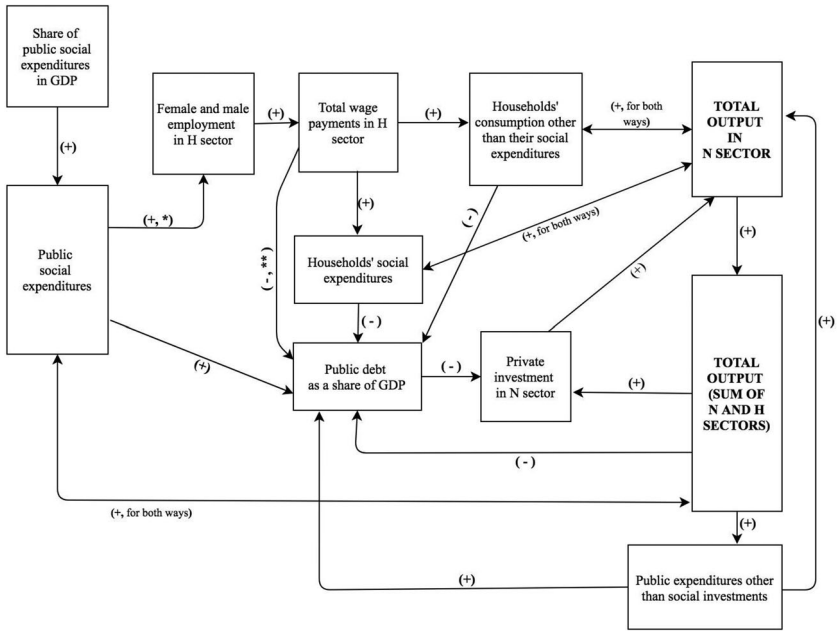 Share of
public social
expenditures
in GDP
(+)
Public
social
expenditures
(+, *)
Female and male
employment
in H sector
(+)
Total wage
payments in H
sector
(+)
Households'
consumption other
than their social
expenditures
(+, for both
ways)
TOTAL
OUTPUT
IN
N SECTOR
(+)
(-, **)
Households' social
expenditures
(-)
(-)
(+, for both ways)
(+)
(+)
(+)
(+)
Public debt
as a share of GDP
(-)
Private
investment
in N sector
(+)
TOTAL
OUTPUT
(SUM OF
N AND H
SECTORS)
(-)
(+, for both ways)
(+)
(+)
Public expenditures other
than social investments